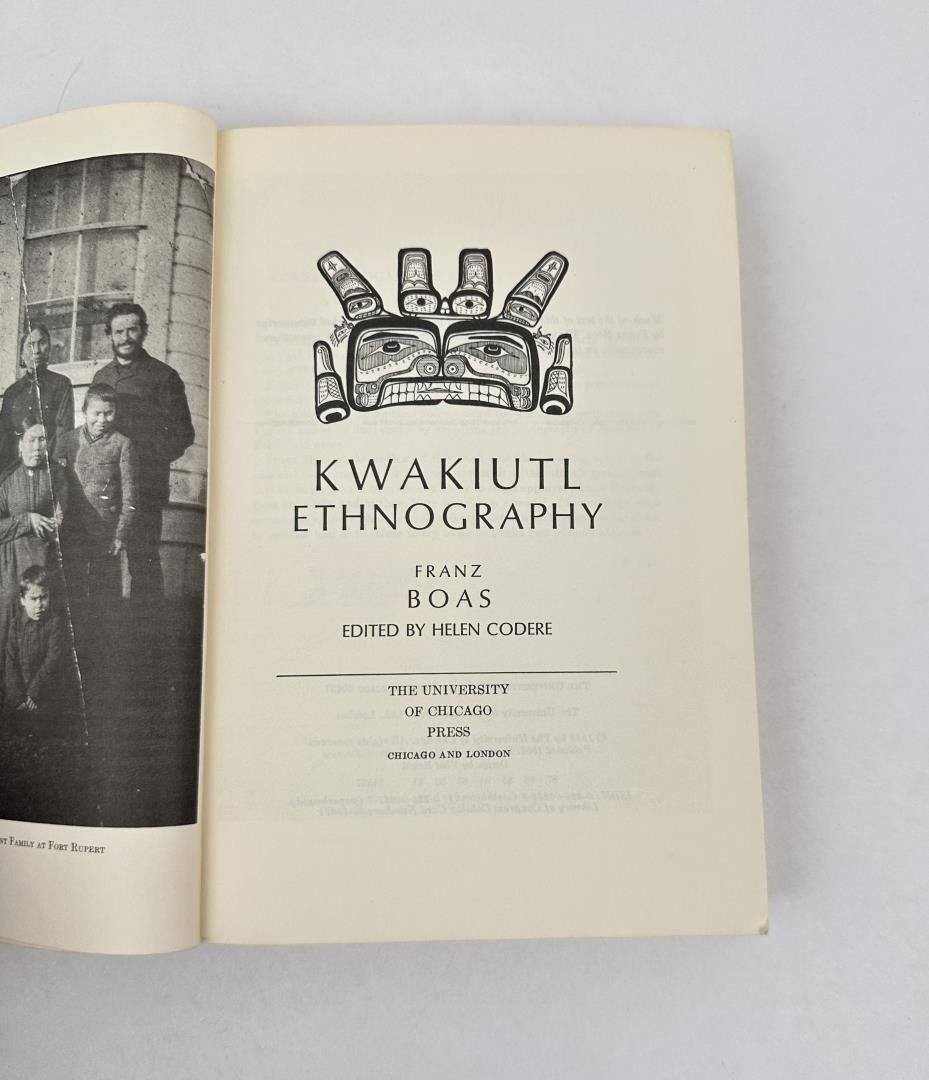 NT FAMILY AT FORT RUPERT
KWAKIUTL
ETHNOGRAPHY
FRANZ
BOAS
EDITED BY HELEN CODERE
THE UNIVERSITY
OF CHICAGO
PRESS
CHICAGO AND LONDON